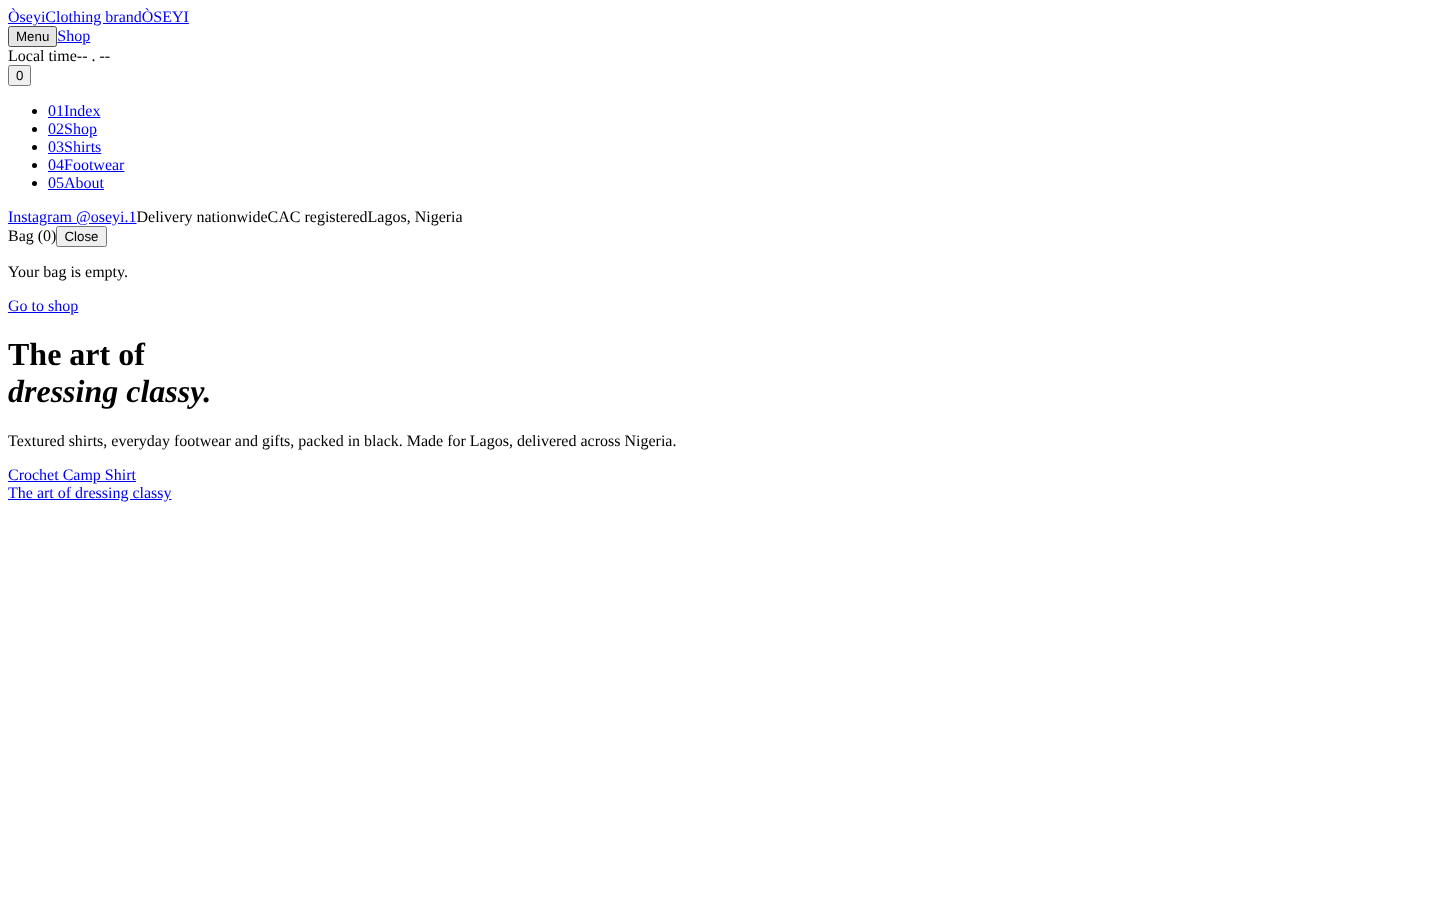 ÒseyiClothing brandÒSEYI
MenuShop
Local time-- . --
0
01Index
02Shop
03Shirts
04Footwear
05About
Instagram @oseyi.1Delivery nationwideCAC registeredLagos, Nigeria
Bag (0)Close
Your bag is empty.
Go to shop
The art of
dressing classy.
Textured shirts, everyday footwear and gifts, packed in black. Made for Lagos, delivered across Nigeria.
Crochet Camp Shirt
The art of dressing classy